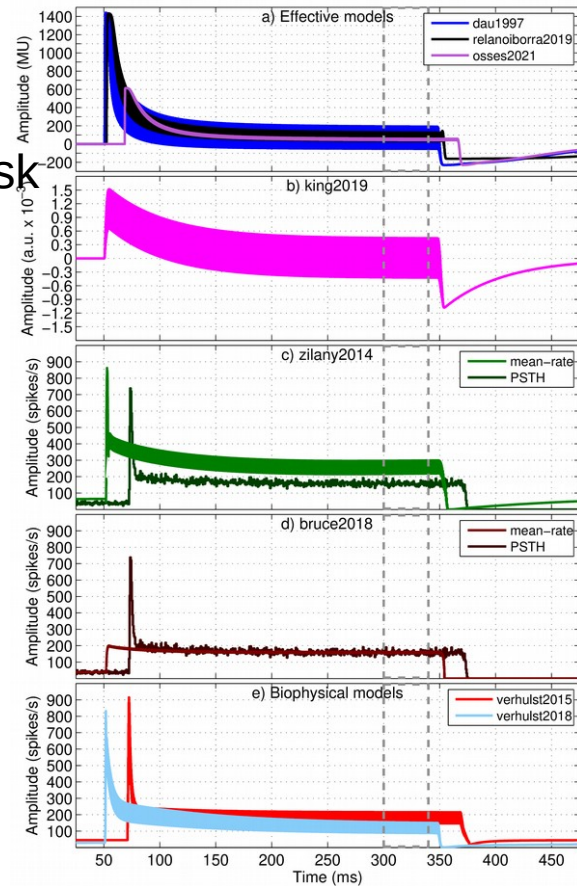 a) Effective models
dau1997
relanoiborra2019
osses2021
Amplitude (MU)
1400
1200
1000
800
600
400
200
0
−200
sk
b) king2019
1.5
1.2
0.9
0.6
0.3
0
−0.3
−0.6
−0.9
−1.2
−1.5
c) zilany2014
mean-rate
PSTH
Amplitude (spikes/s)
900
800
700
600
500
400
300
200
100
d) bruce2018
mean-rate
PSTH
Amplitude (spikes/s)
900
800
700
600
500
400
300
200
100
e) Biophysical models
verhulst2015
verhulst2018
Amplitude (spikes/s)
900
800
700
600
500
400
300
200
100
50 100 150 200 250 300 350 400 450
Time (ms)